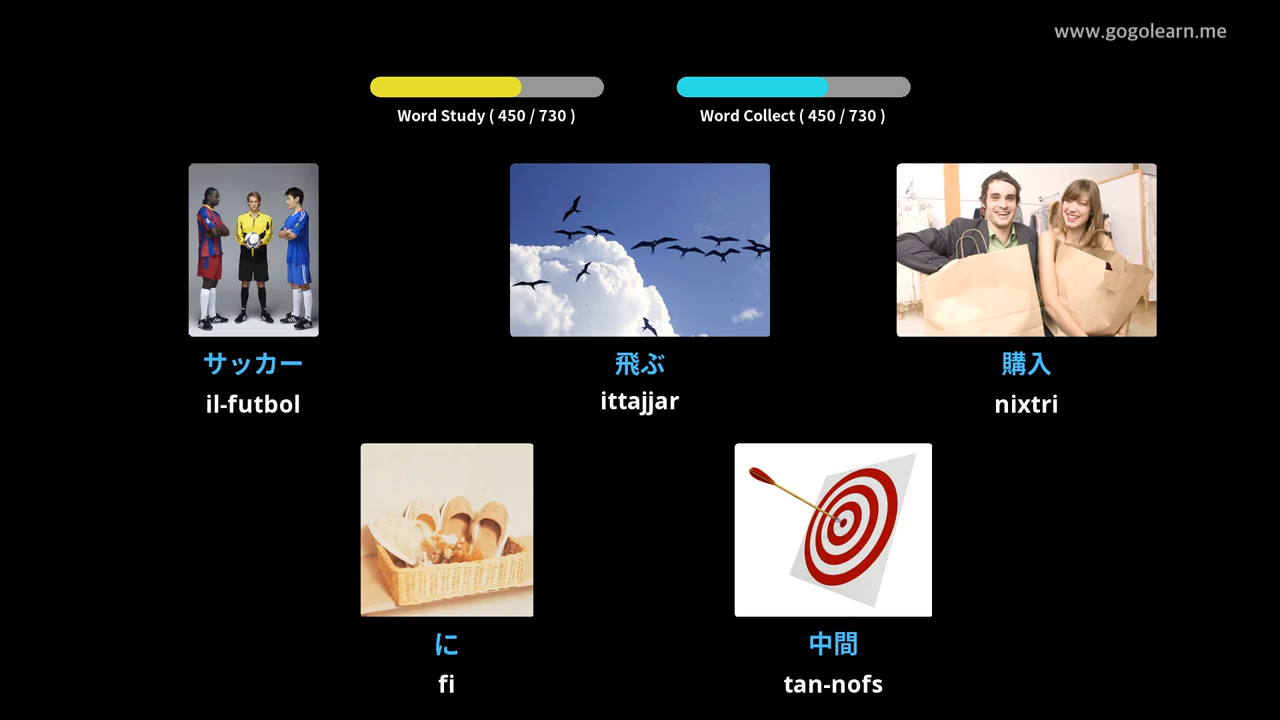 www.gogolearn.me
Word Study ( 450 / 730 )
Word Collect ( 450 / 730 )
サッカー
il-futbol
飛ぶ
ittajjar
購入
nixtri
に
fi
中間
tan-nofs